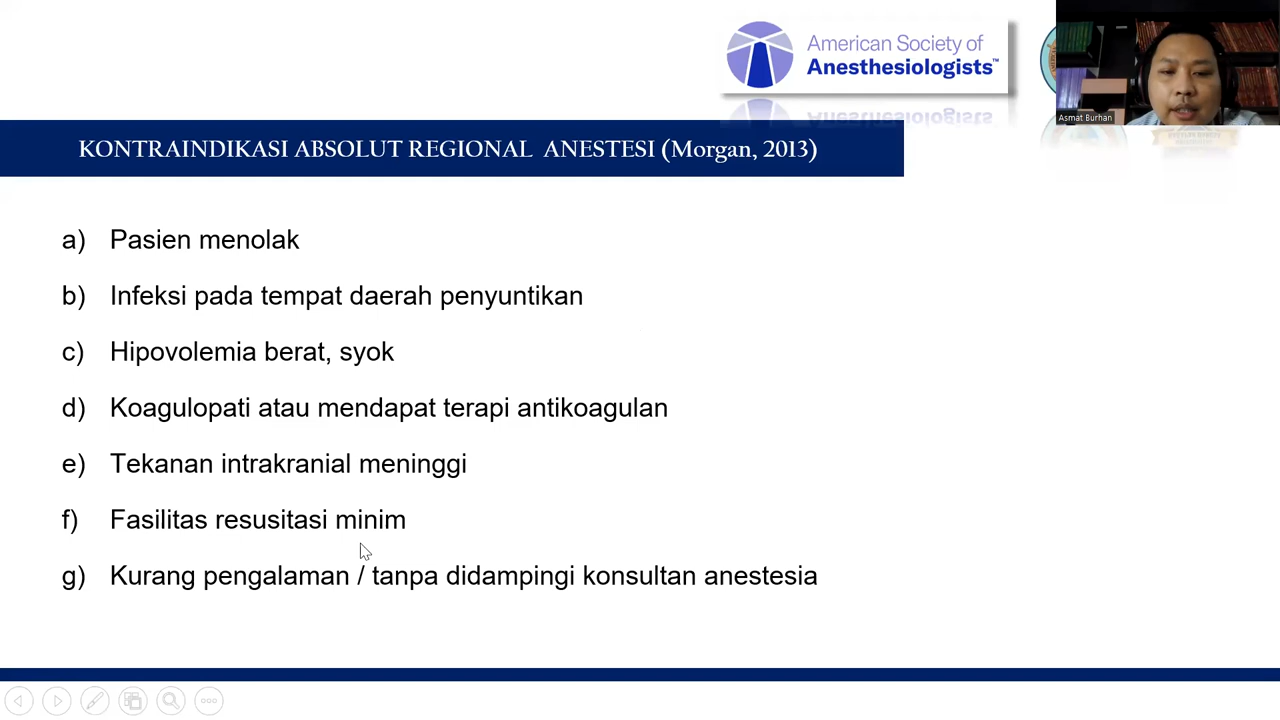 American Society of
Anesthesiologists™
Asmat Burhan
KONTRAINDIKASI ABSOLUT REGIONAL ANESTESI (Morgan, 2013)
a) Pasien menolak
b) Infeksi pada tempat daerah penyuntikan
c) Hipovolemia berat, syok
d) Koagulopati atau mendapat terapi antikoagulan
e) Tekanan intrakranial meninggi
f) Fasilitas resusitasi minim
g) Kurang pengalaman / tanpa didampingi konsultan anestesia